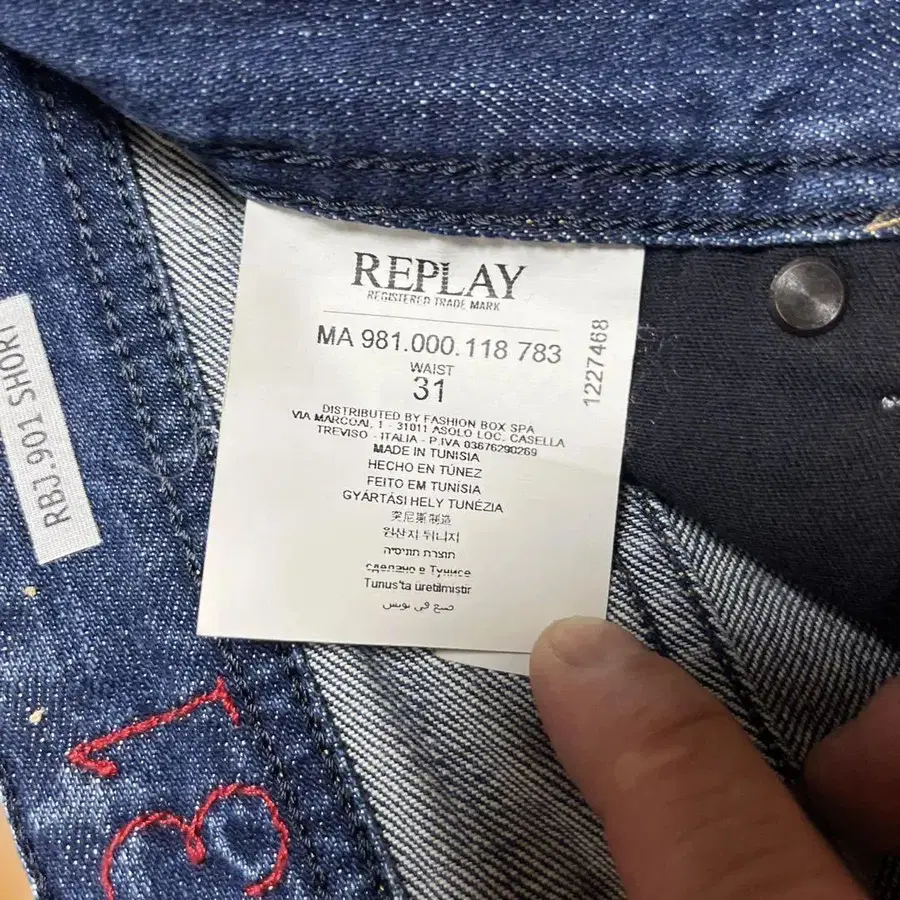 REPLAY
REGISTERED TRADE MARK
MA 981.000.118 783
WAIST
31
DISTRIBUTED BY FASHION BOX SPA
VIA MARCOAI, 1 - 31011 ASOLO LOC. CASELLA
TREVISO - ITALIA - P.IVA 03676290269
MADE IN TUNISIA
HECHO EN TÚNEZ
FEITO EM TUNÍSIA
GYÁRTÁSI HELY TUNÉZIA
突尼斯制造
원산지 튀니지
תוצרת תוניסיה
сделано в Тунисе
Tunus'ta üretilmistir
صنع في تونس
1227468
RBJ.901 SHORT
31